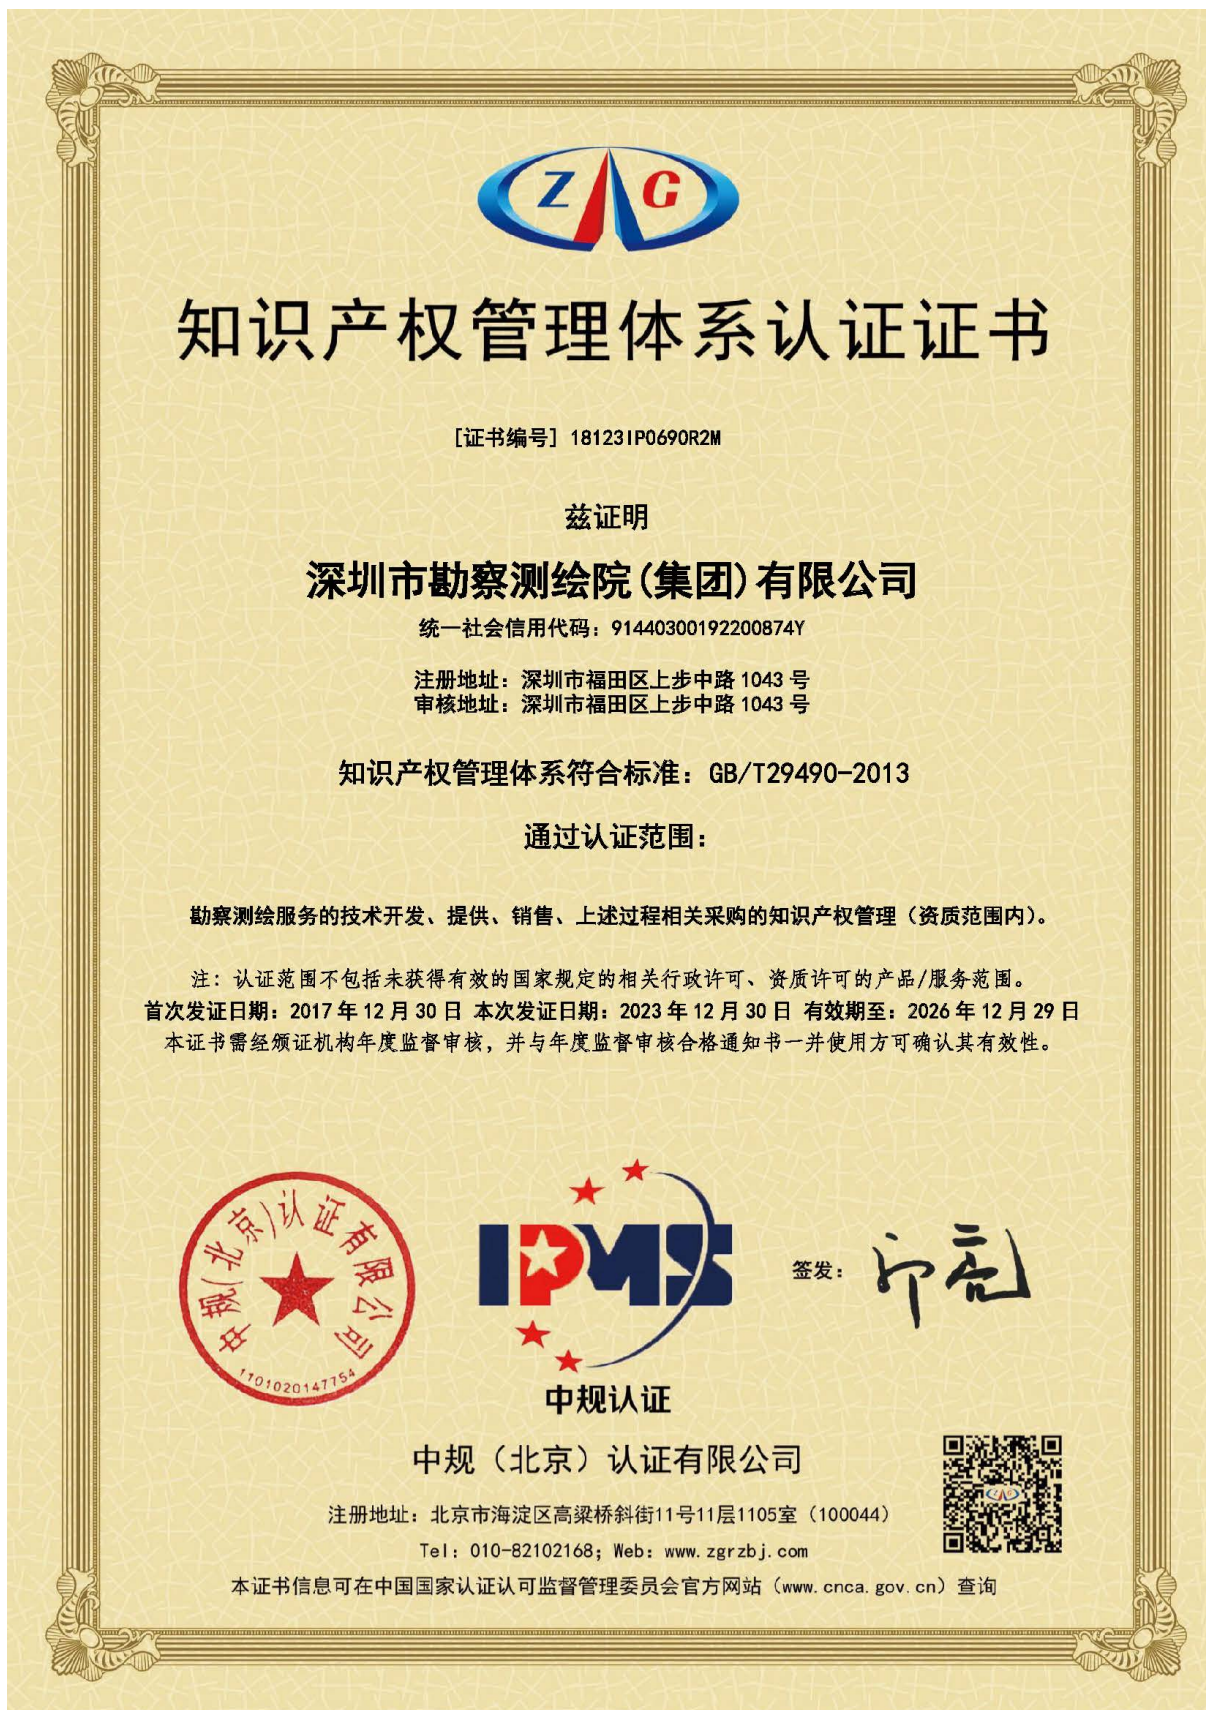 Z G
知识产权管理体系认证证书
[证书编号] 18123IP0690R2M
兹证明
深圳市勘察测绘院(集团)有限公司
统一社会信用代码：91440300192200874Y
注册地址：深圳市福田区上步中路 1043 号
审核地址：深圳市福田区上步中路 1043 号
知识产权管理体系符合标准：GB/T29490-2013
通过认证范围：
勘察测绘服务的技术开发、提供、销售、上述过程相关采购的知识产权管理（资质范围内）。
注：认证范围不包括未获得有效的国家规定的相关行政许可、资质许可的产品/服务范围。
首次发证日期：2017 年 12 月 30 日 本次发证日期：2023 年 12 月 30 日 有效期至：2026 年 12 月 29 日
本证书需经颁证机构年度监督审核，并与年度监督审核合格通知书一并使用方可确认其有效性。
中规(北京)认证有限公司
1101020147754
IPMS
中规认证
签发：
中规（北京）认证有限公司
注册地址：北京市海淀区高粱桥斜街11号11层1105室（100044）
Tel：010-82102168；Web：www.zgrzbj.com
本证书信息可在中国国家认证认可监督管理委员会官方网站（www.cnca.gov.cn）查询